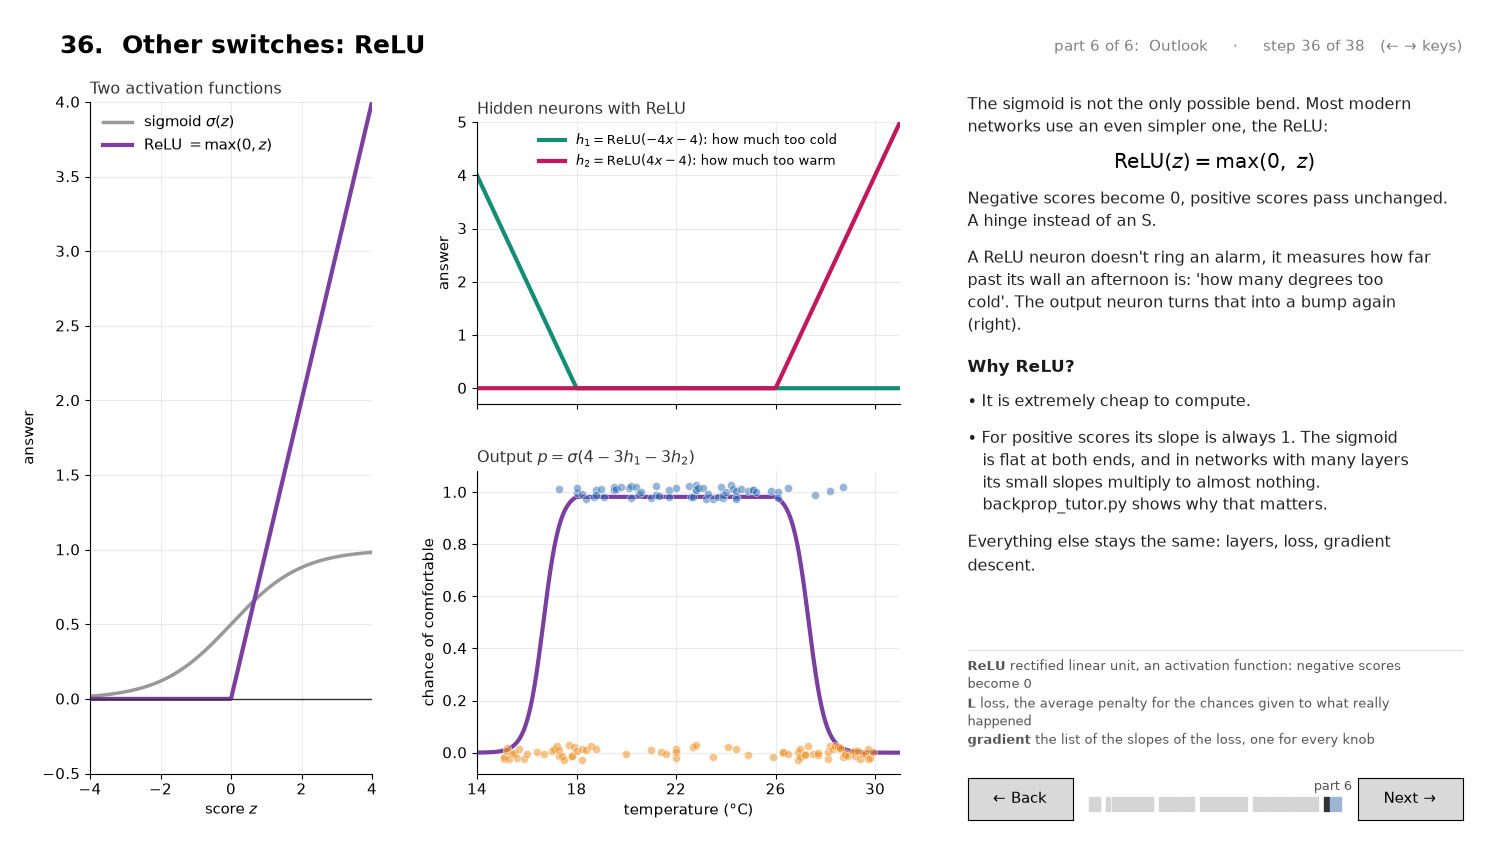 36. Other switches: ReLU
part 6 of 6: Outlook · step 36 of 38 (← → keys)
Two activation functions
sigmoid σ(z)
ReLU = max(0, z)
4.0
3.5
3.0
2.5
2.0
1.5
1.0
0.5
0.0
−0.5
answer
−4 −2 0 2 4
score z
Hidden neurons with ReLU
h₁ = ReLU(−4x − 4): how much too cold
h₂ = ReLU(4x − 4): how much too warm
5
4
3
2
1
0
answer
Output p = σ(4 − 3h₁ − 3h₂)
1.0
0.8
0.6
0.4
0.2
0.0
chance of comfortable
14 18 22 26 30
temperature (°C)
The sigmoid is not the only possible bend. Most modern
networks use an even simpler one, the ReLU:
ReLU(z) = max(0, z)
Negative scores become 0, positive scores pass unchanged.
A hinge instead of an S.
A ReLU neuron doesn't ring an alarm, it measures how far
past its wall an afternoon is: 'how many degrees too
cold'. The output neuron turns that into a bump again
(right).
Why ReLU?
• It is extremely cheap to compute.
• For positive scores its slope is always 1. The sigmoid
is flat at both ends, and in networks with many layers
its small slopes multiply to almost nothing.
backprop_tutor.py shows why that matters.
Everything else stays the same: layers, loss, gradient
descent.
ReLU rectified linear unit, an activation function: negative scores
become 0
L loss, the average penalty for the chances given to what really
happened
gradient the list of the slopes of the loss, one for every knob
← Back
part 6
Next →